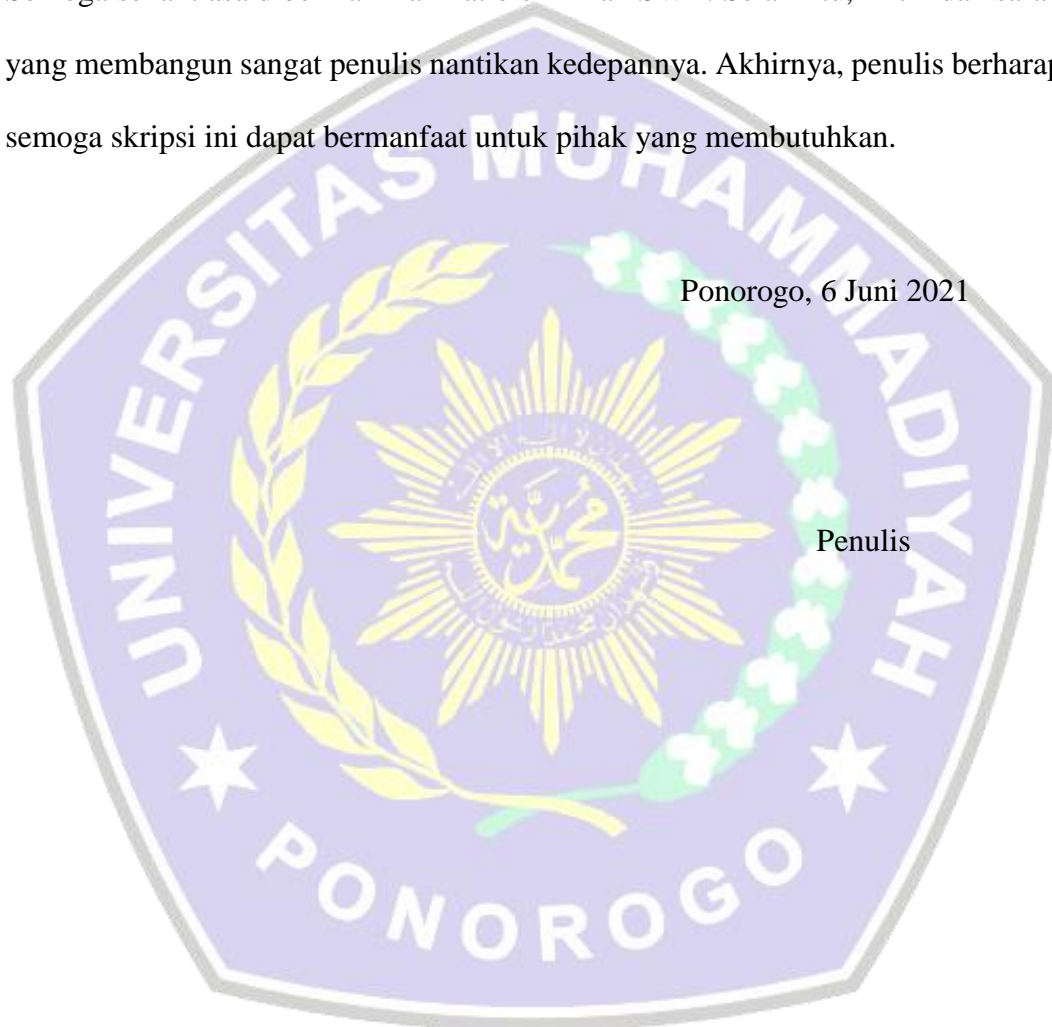 yang membangun sangat penulis nantikan kedepannya. Akhirnya, penulis berharap
semoga skripsi ini dapat bermanfaat untuk pihak yang membutuhkan.
UNIVERSITAS MUHAMMADIYAH
Ponorogo, 6 Juni 2021
محمدية
Penulis
PONOROGO